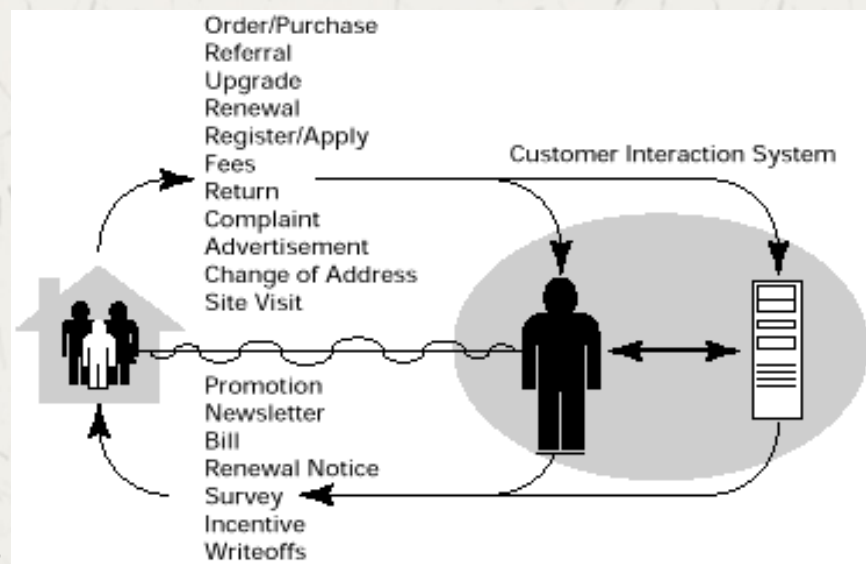 Order/Purchase
Referral
Upgrade
Renewal
Register/Apply
Fees
Return
Complaint
Advertisement
Change of Address
Site Visit
Customer Interaction System
Promotion
Newsletter
Bill
Renewal Notice
Survey
Incentive
Writeoffs